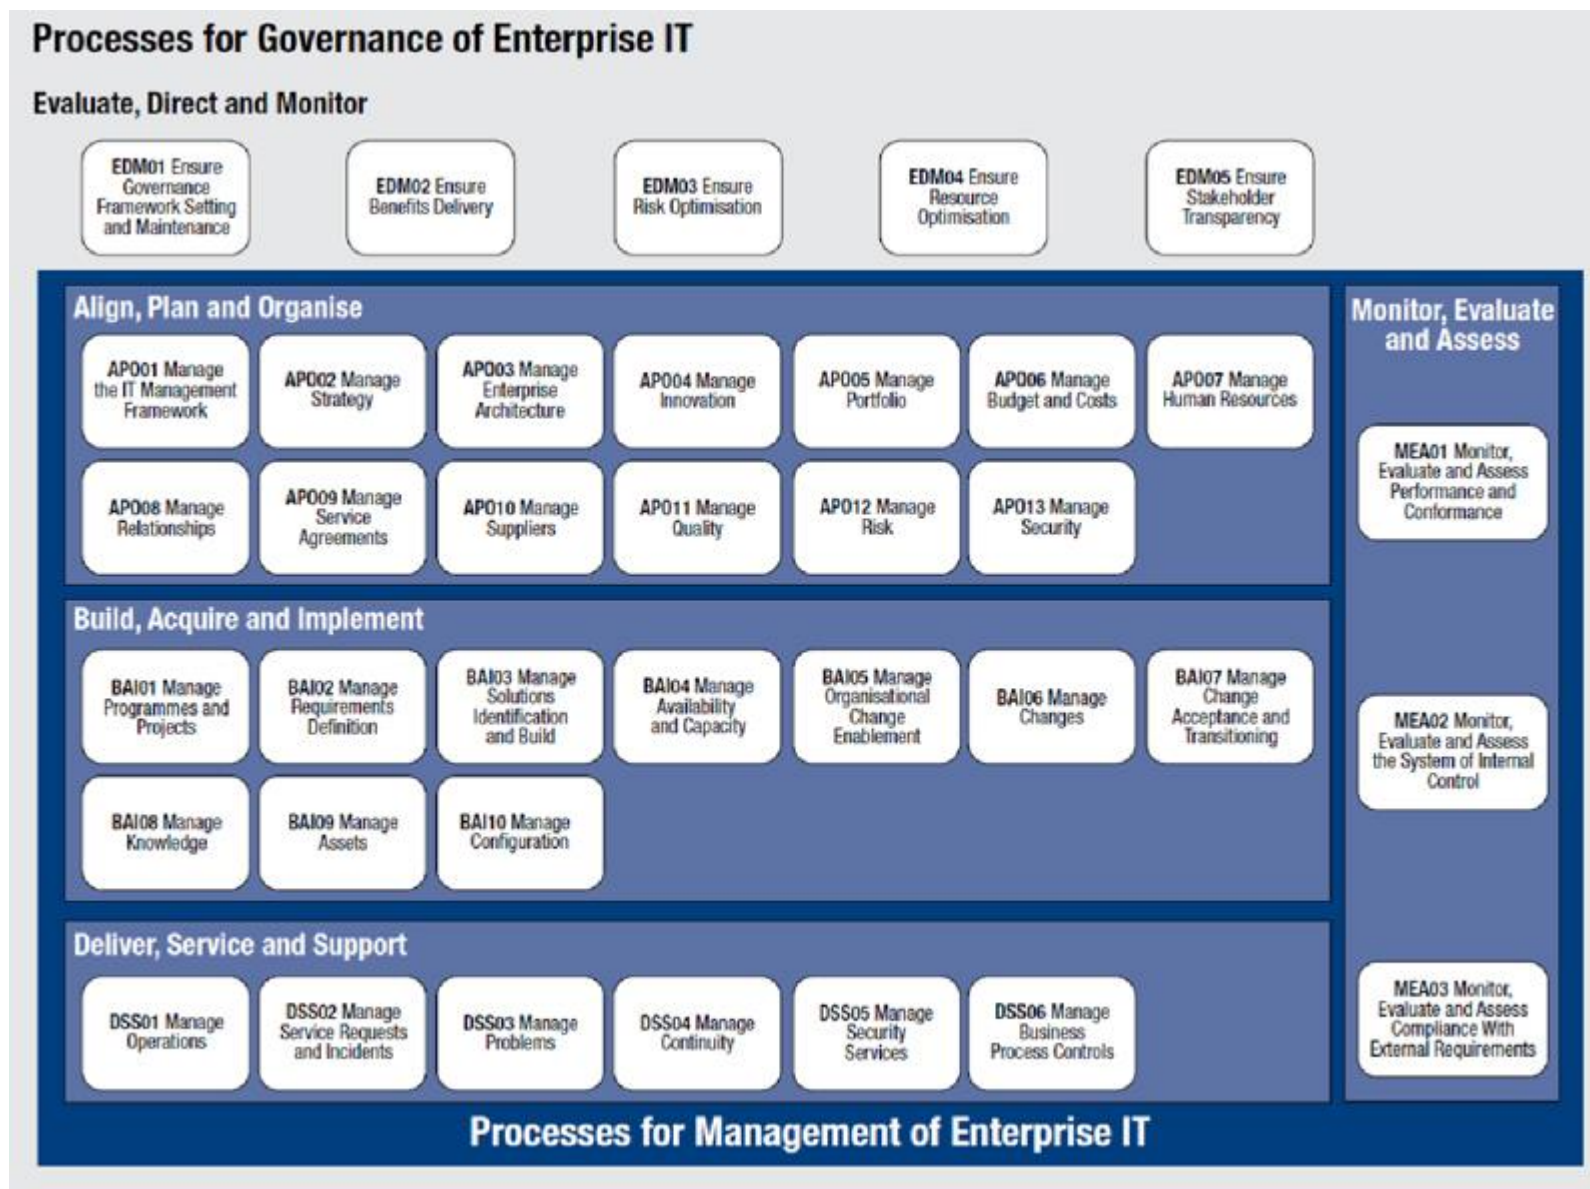 Processes for Governance of Enterprise IT
Evaluate, Direct and Monitor
EDM01 Ensure
Governance
Framework Setting
and Maintenance
EDM02 Ensure
Benefits Delivery
EDM03 Ensure
Risk Optimisation
EDM04 Ensure
Resource
Optimisation
EDM05 Ensure
Stakeholder
Transparency
Align, Plan and Organise
APO01 Manage
the IT Management
Framework
APO02 Manage
Strategy
APO03 Manage
Enterprise
Architecture
APO04 Manage
Innovation
APO05 Manage
Portfolio
APO06 Manage
Budget and Costs
APO07 Manage
Human Resources
APO08 Manage
Relationships
APO09 Manage
Service
Agreements
APO10 Manage
Suppliers
APO11 Manage
Quality
APO12 Manage
Risk
APO13 Manage
Security
Build, Acquire and Implement
BAI01 Manage
Programmes and
Projects
BAI02 Manage
Requirements
Definition
BAI03 Manage
Solutions
Identification
and Build
BAI04 Manage
Availability
and Capacity
BAI05 Manage
Organisational
Change
Enablement
BAI06 Manage
Changes
BAI07 Manage
Change
Acceptance and
Transitioning
BAI08 Manage
Knowledge
BAI09 Manage
Assets
BAI10 Manage
Configuration
Deliver, Service and Support
DSS01 Manage
Operations
DSS02 Manage
Service Requests
and Incidents
DSS03 Manage
Problems
DSS04 Manage
Continuity
DSS05 Manage
Security
Services
DSS06 Manage
Business
Process Controls
Monitor, Evaluate
and Assess
MEA01 Monitor,
Evaluate and Assess
Performance and
Conformance
MEA02 Monitor,
Evaluate and Assess
the System of Internal
Control
MEA03 Monitor,
Evaluate and Assess
Compliance With
External Requirements
Processes for Management of Enterprise IT